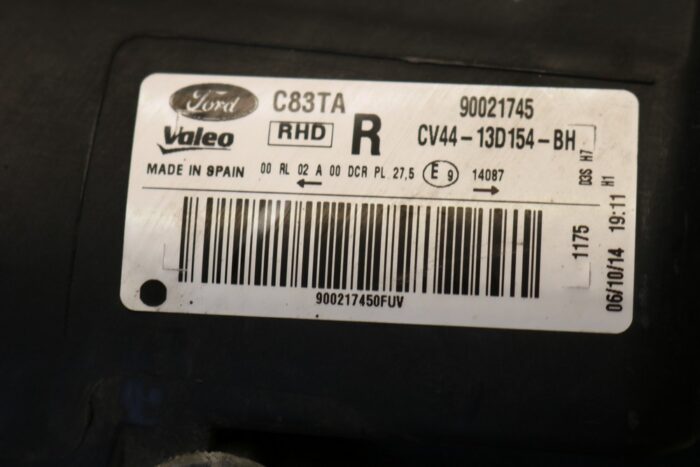 Ford C83TA 90021745
Valeo RHD R CV44-13D154-BH
MADE IN SPAIN 00 RL 02 A 00 DCR PL 27,5 E 9 14087
900217450FUV
1175 D3S H7
06/10/14 19:11 H1